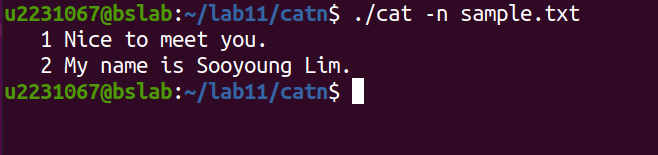 u2231067@bslab:~/lab11/catn$ ./cat -n sample.txt
1 Nice to meet you.
2 My name is Sooyoung Lim.
u2231067@bslab:~/lab11/catn$